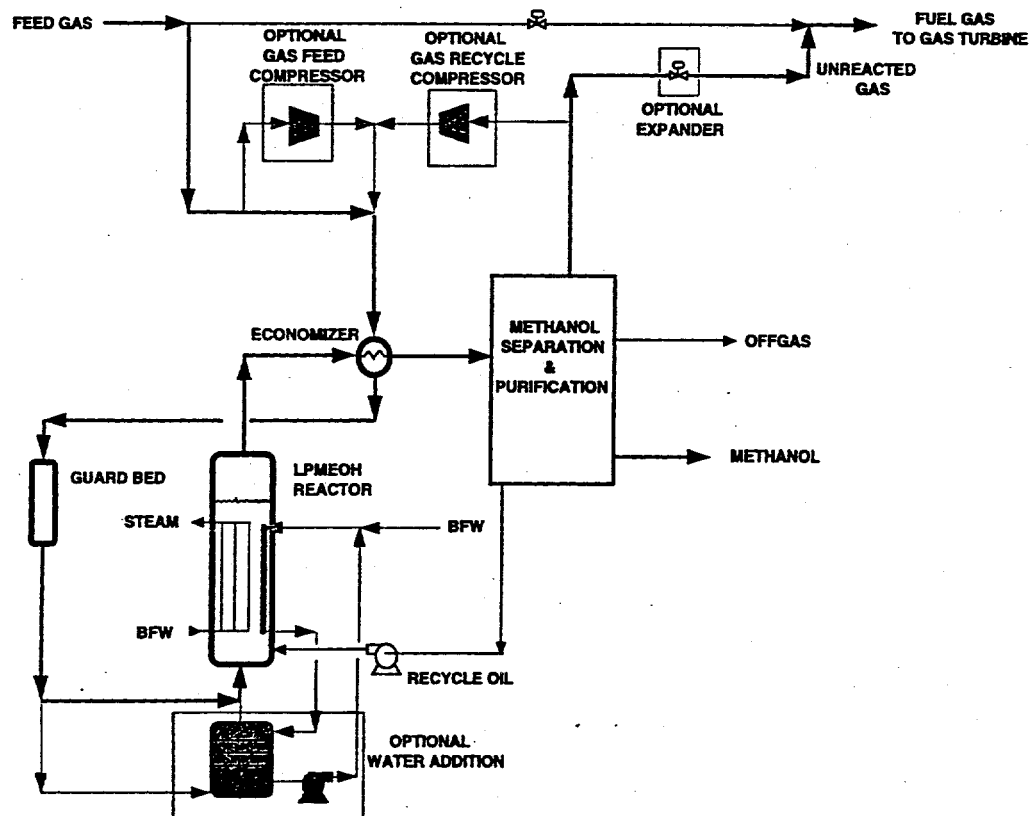 FEED GAS
OPTIONAL
GAS FEED
COMPRESSOR
OPTIONAL
GAS RECYCLE
COMPRESSOR
FUEL GAS
TO GAS TURBINE
UNREACTED
GAS
OPTIONAL
EXPANDER
ECONOMIZER
METHANOL
SEPARATION
&
PURIFICATION
OFFGAS
METHANOL
GUARD BED
LPMEOH
REACTOR
STEAM
BFW
BFW
RECYCLE OIL
OPTIONAL
WATER ADDITION